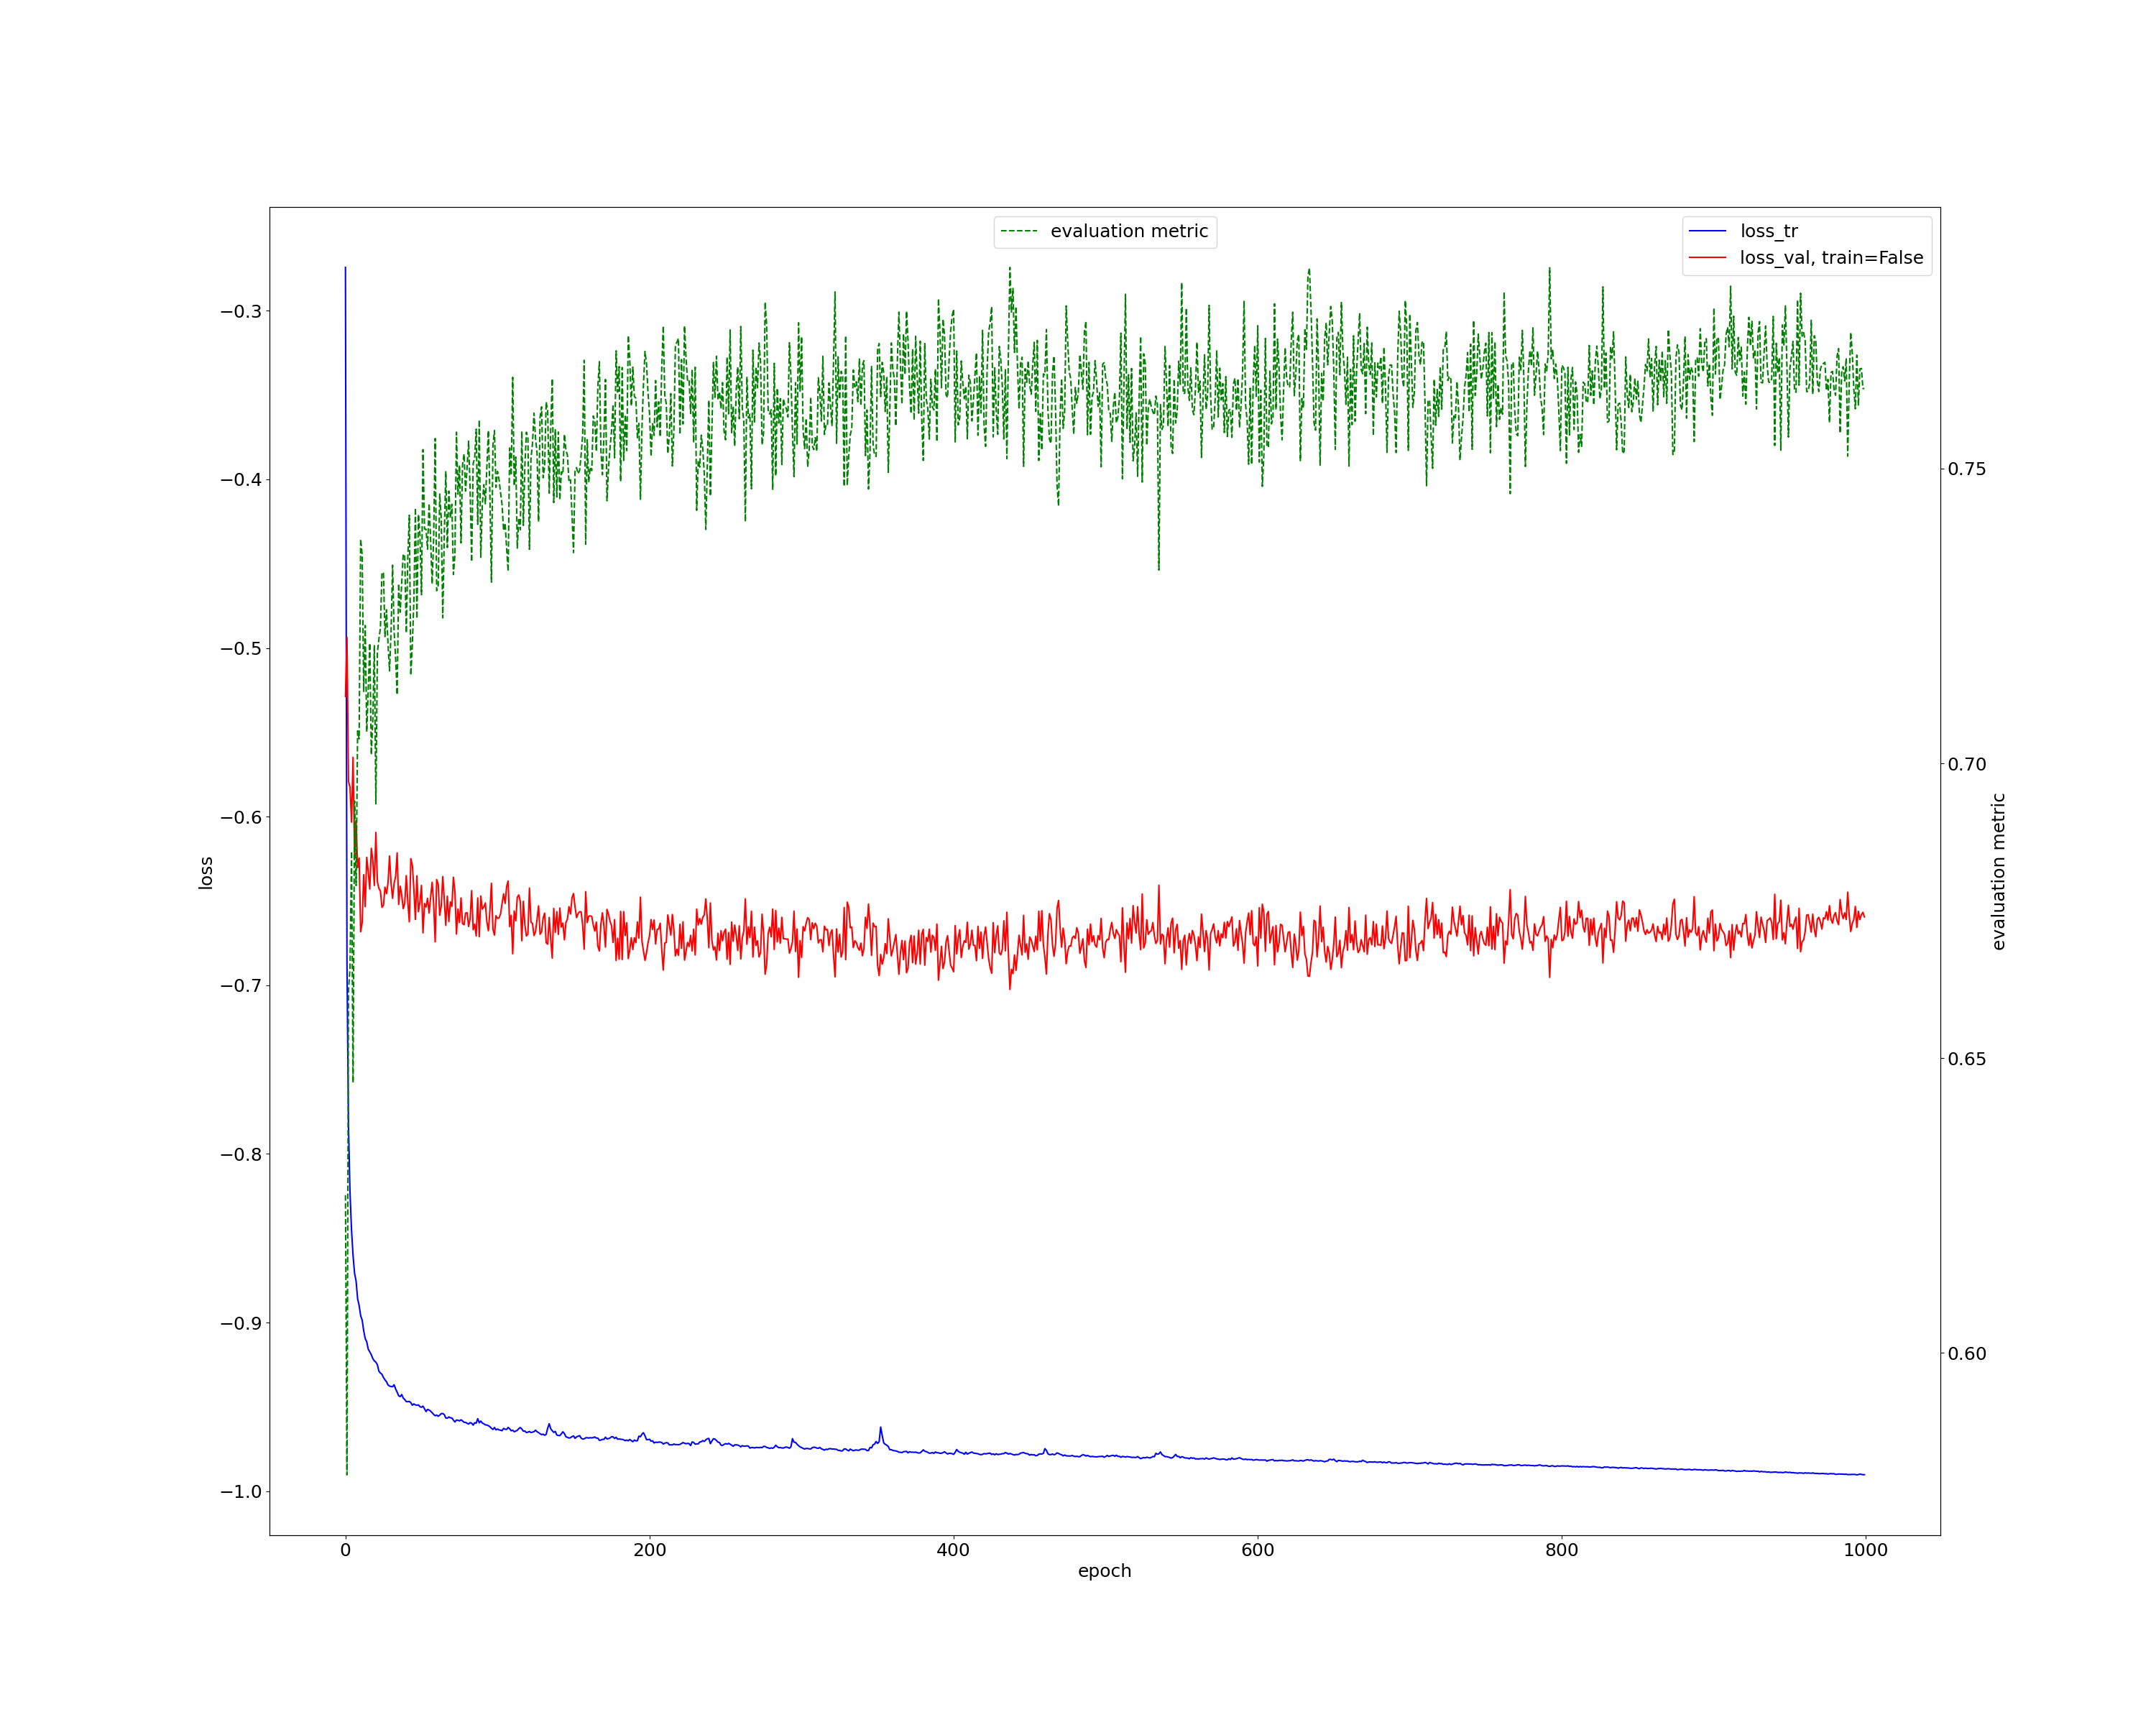 evaluation metric
loss_tr
loss_val, train=False
−0.3
−0.4
−0.5
−0.6
−0.7
−0.8
−0.9
−1.0
loss
0.75
0.70
0.65
0.60
evaluation metric
0 200 400 600 800 1000
epoch